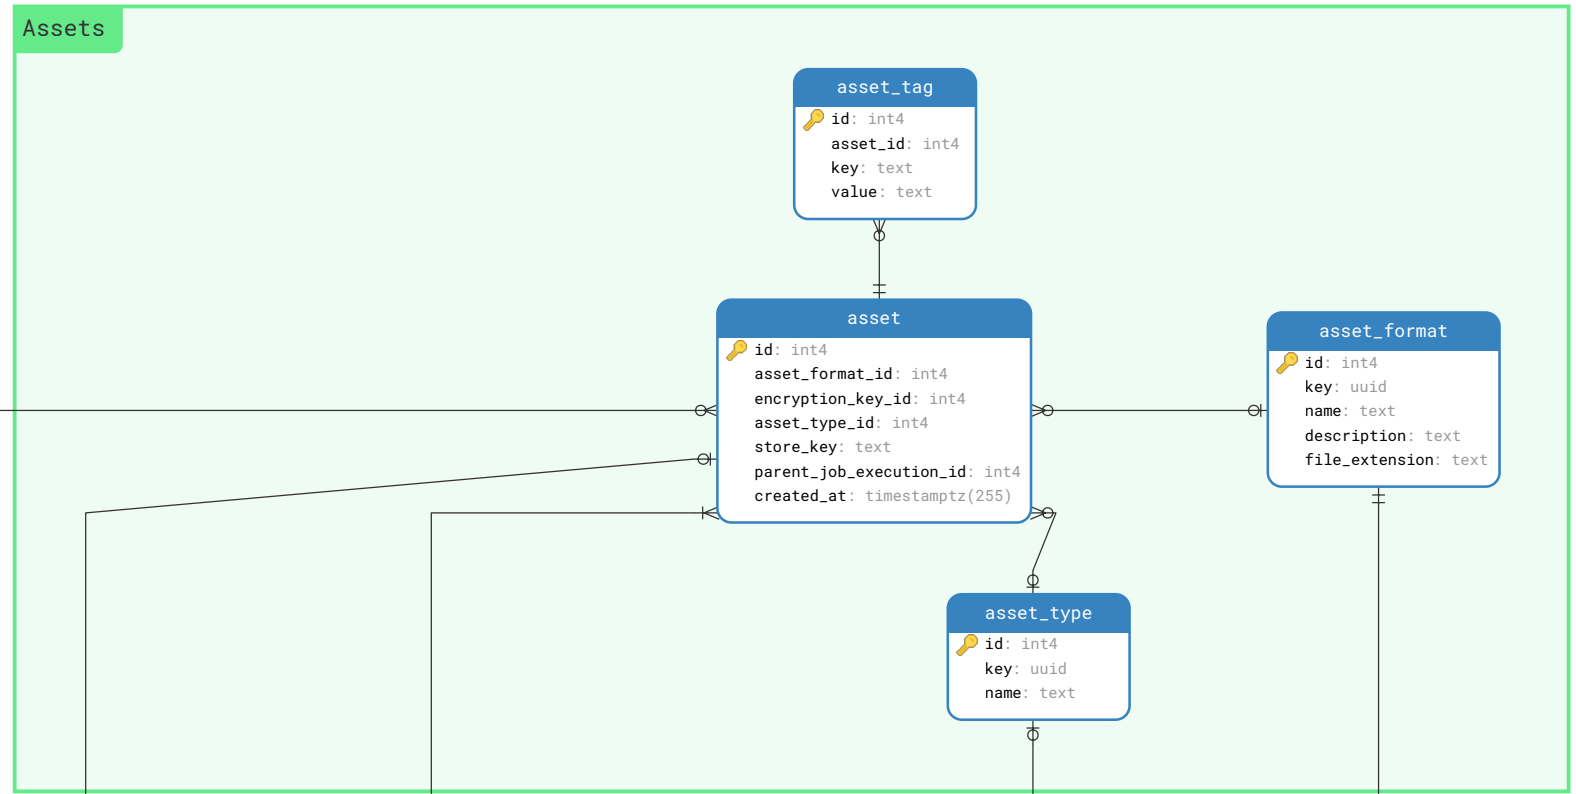 Assets
asset_tag
id: int4
asset_id: int4
key: text
value: text
asset
id: int4
asset_format_id: int4
encryption_key_id: int4
asset_type_id: int4
store_key: text
parent_job_execution_id: int4
created_at: timestamptz(255)
asset_format
id: int4
key: uuid
name: text
description: text
file_extension: text
asset_type
id: int4
key: uuid
name: text